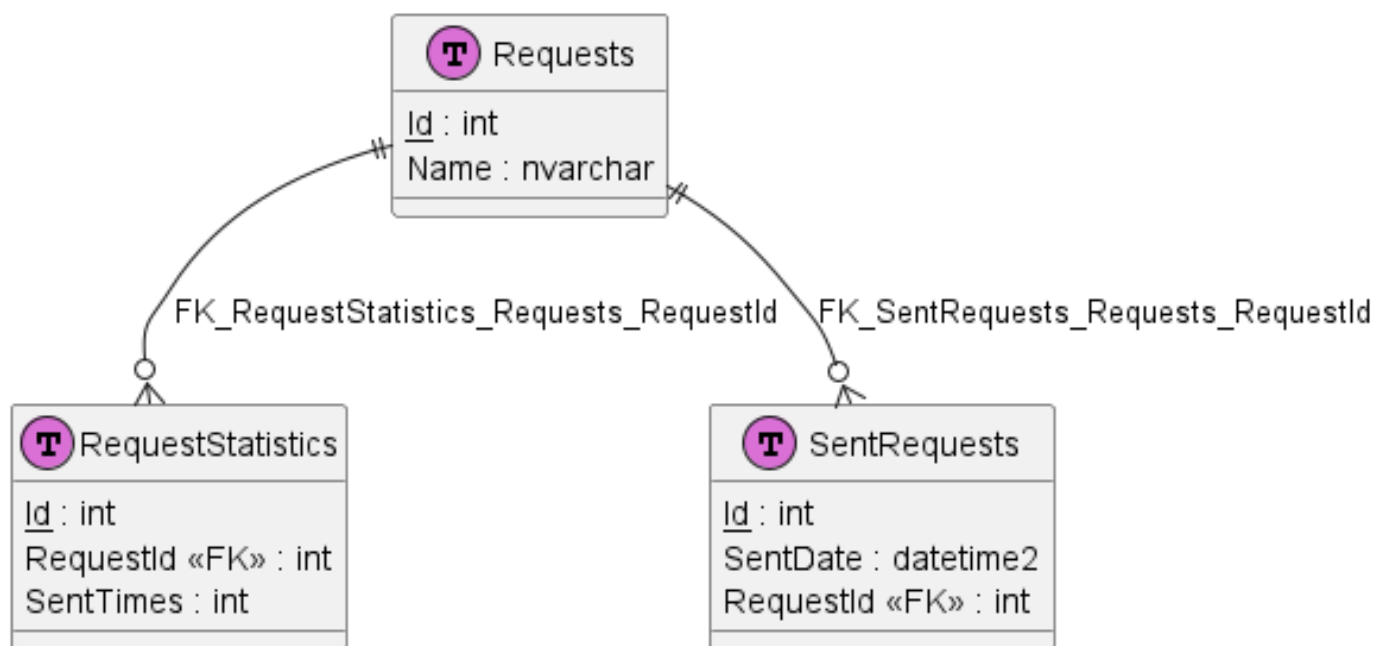 T Requests
Id : int
Name : nvarchar
FK_RequestStatistics_Requests_RequestId
FK_SentRequests_Requests_RequestId
T RequestStatistics
Id : int
RequestId «FK» : int
SentTimes : int
T SentRequests
Id : int
SentDate : datetime2
RequestId «FK» : int